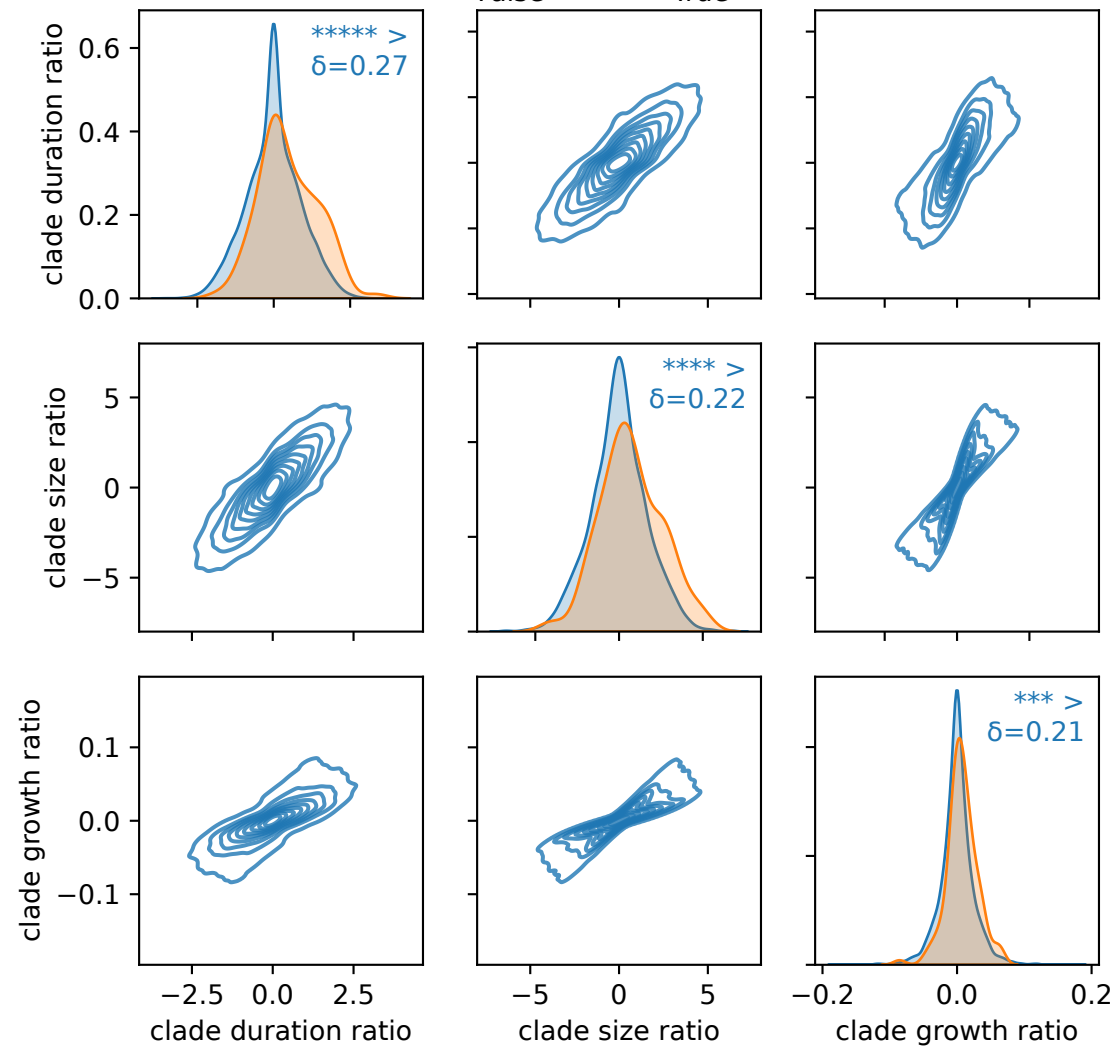 0.6
0.4
0.2
0.0
clade duration ratio
***** >
δ=0.27
5
0
−5
clade size ratio
**** >
δ=0.22
0.1
0.0
−0.1
clade growth ratio
*** >
δ=0.21
−2.5 0.0 2.5
−5 0 5
−0.2 0.0 0.2
clade duration ratio
clade size ratio
clade growth ratio